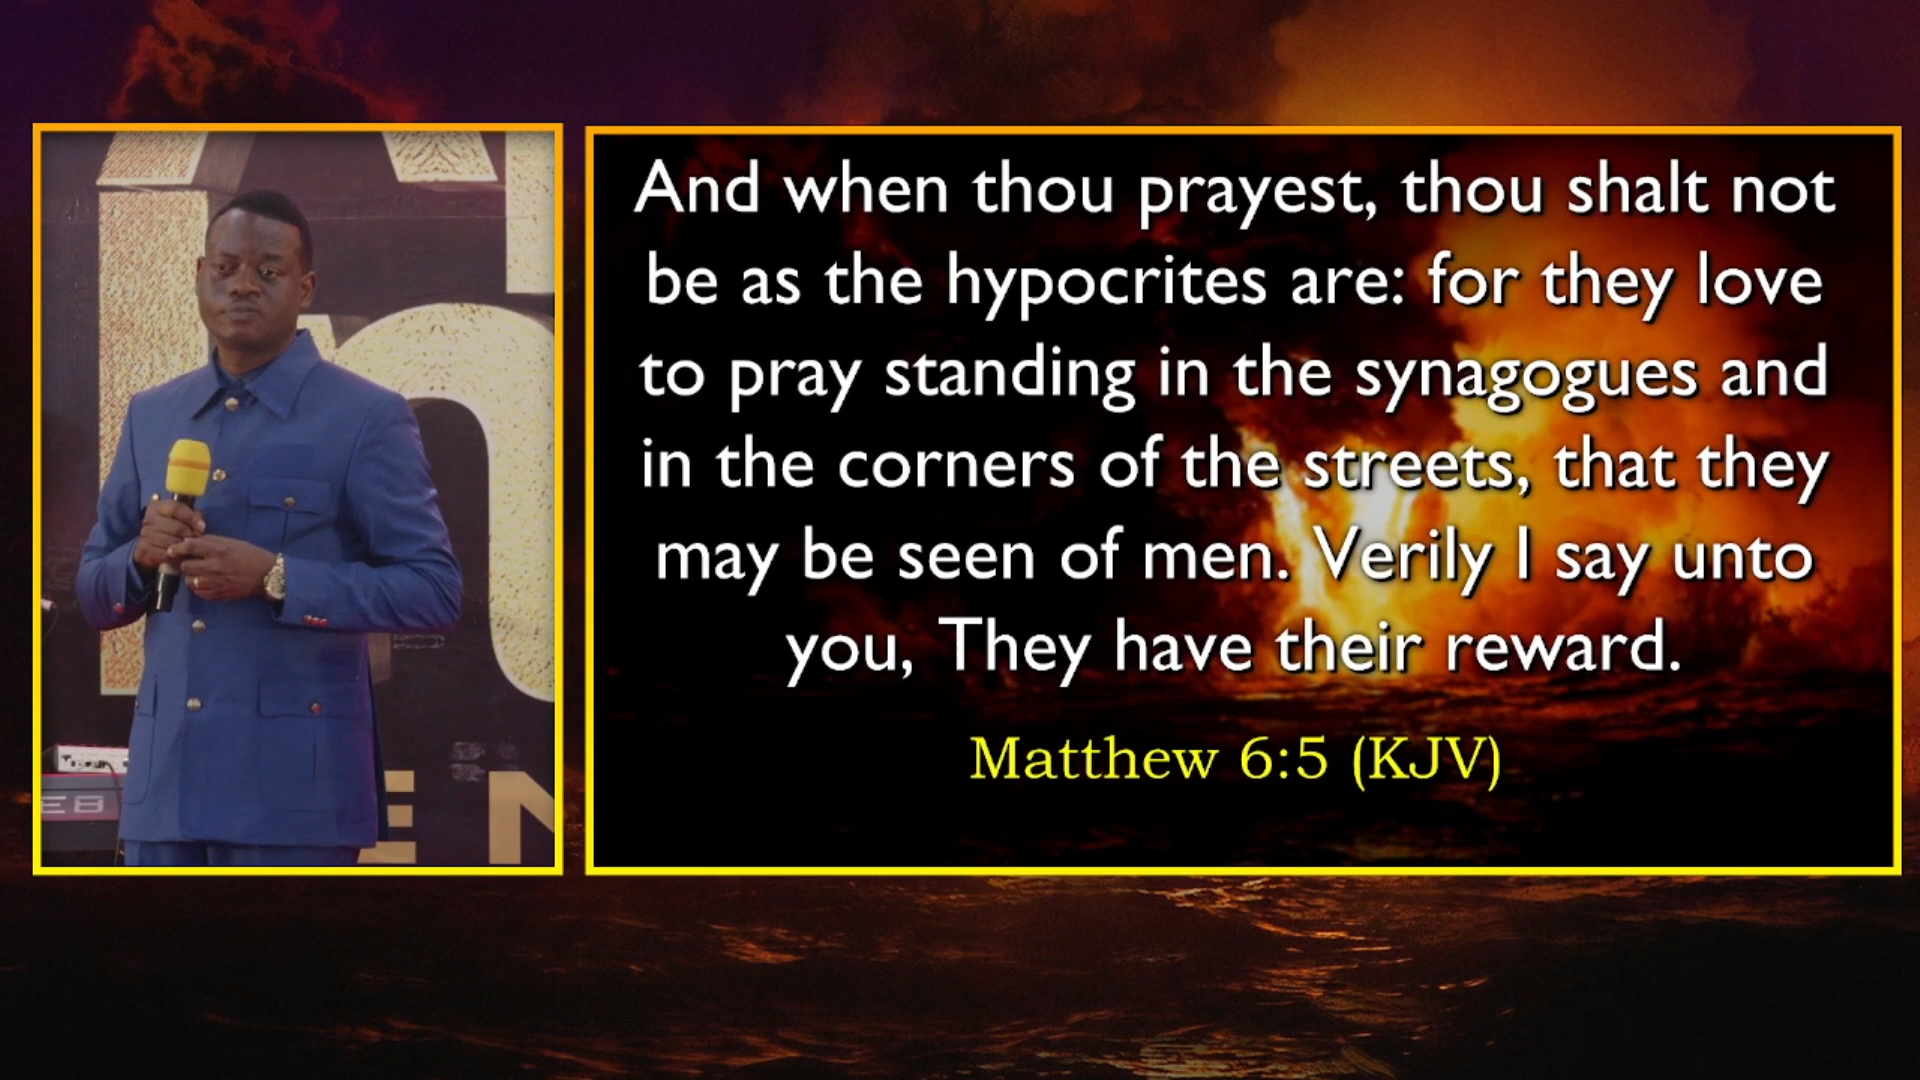 And when thou prayest, thou shalt not
be as the hypocrites are: for they love
to pray standing in the synagogues and
in the corners of the streets, that they
may be seen of men. Verily I say unto
you, They have their reward.
Matthew 6:5 (KJV)
E N